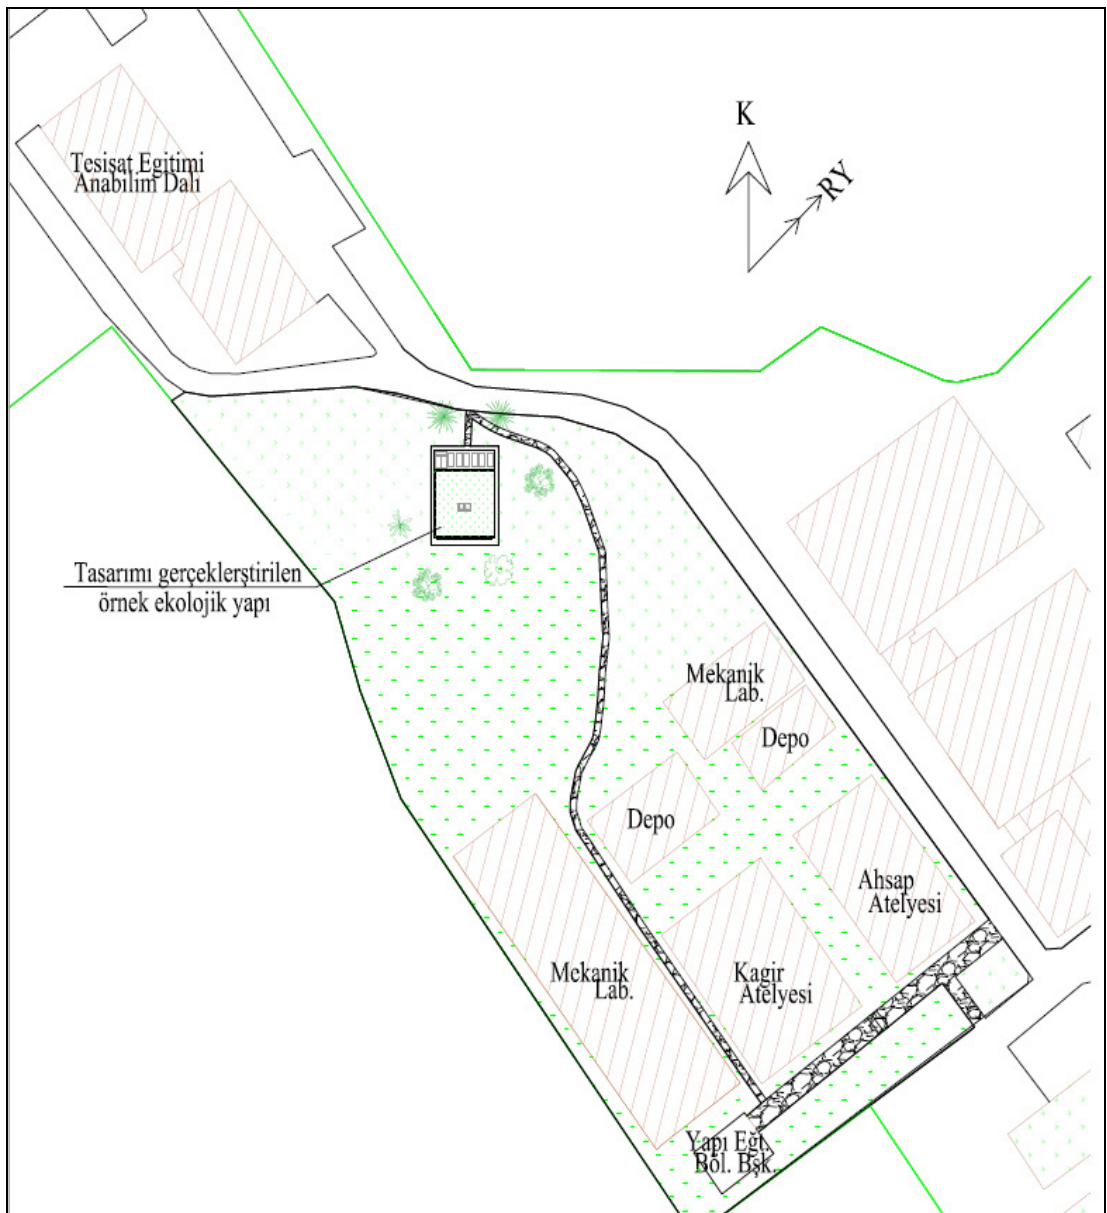 K
RY
Tesisat Egitimi
Anabilim Dalı
Tasarımı gerçeklerştirilen
örnek ekolojik yapı
Mekanik
Lab.
Depo
Depo
Ahsap
Atelyesi
Mekanik
Lab.
Kagir
Atelyesi
Yapı Eğt.
Böl. Bşk.